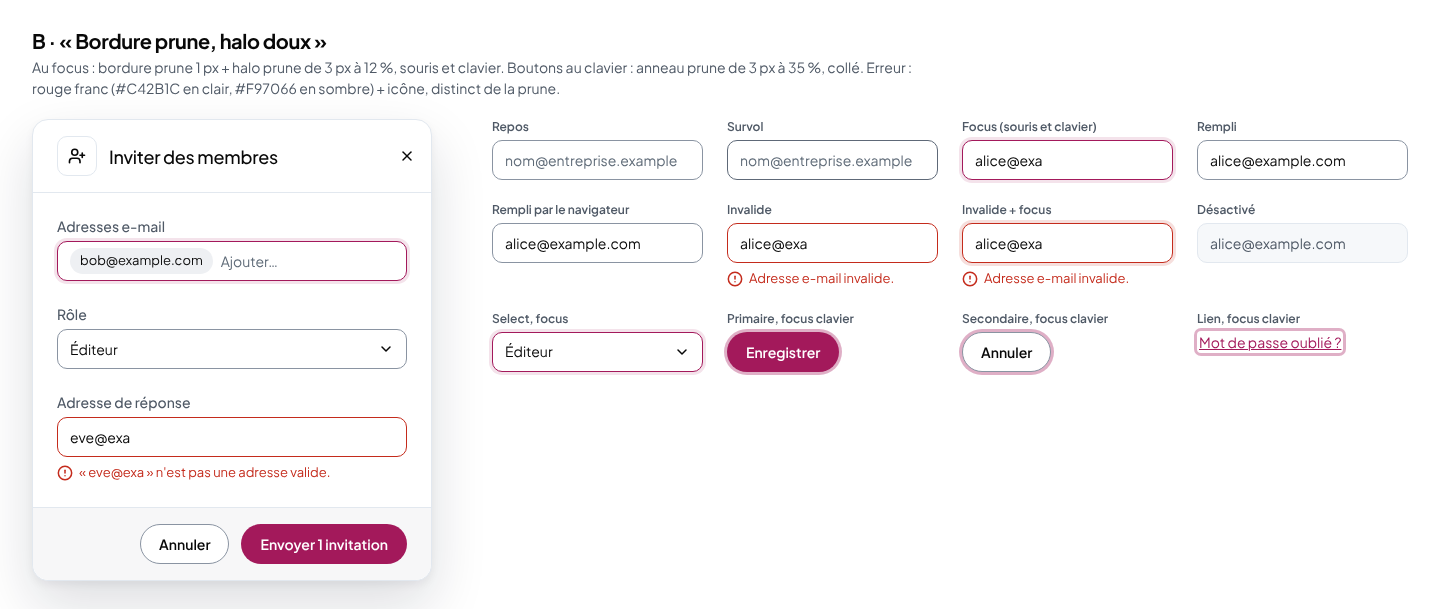 B · « Bordure prune, halo doux »
Au focus : bordure prune 1 px + halo prune de 3 px à 12 %, souris et clavier. Boutons au clavier : anneau prune de 3 px à 35 %, collé. Erreur :
rouge franc (#C42B1C en clair, #F97066 en sombre) + icône, distinct de la prune.
Inviter des membres
Adresses e-mail
bob@example.com Ajouter…
Rôle
Éditeur
Adresse de réponse
eve@exa
« eve@exa » n'est pas une adresse valide.
Annuler
Envoyer 1 invitation
Repos
nom@entreprise.example
Survol
nom@entreprise.example
Focus (souris et clavier)
alice@exa
Rempli
alice@example.com
Rempli par le navigateur
alice@example.com
Invalide
alice@exa
Adresse e-mail invalide.
Invalide + focus
alice@exa
Adresse e-mail invalide.
Désactivé
alice@example.com
Select, focus
Éditeur
Primaire, focus clavier
Enregistrer
Secondaire, focus clavier
Annuler
Lien, focus clavier
Mot de passe oublié ?